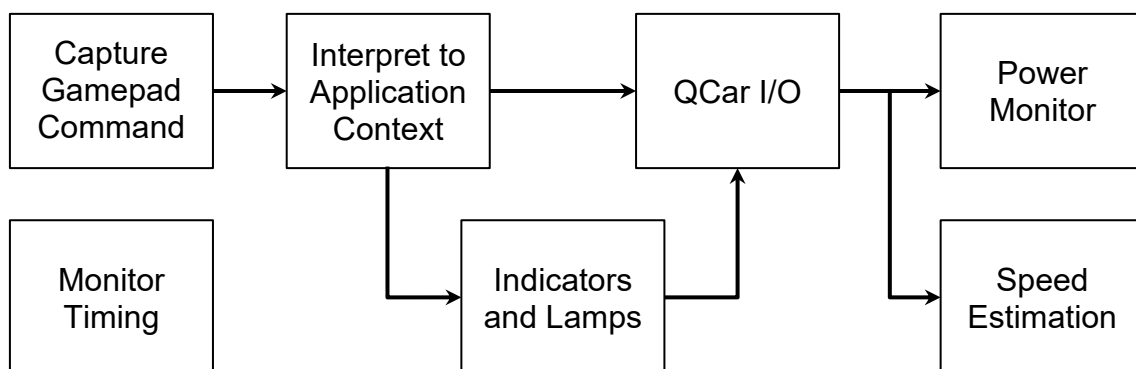 Capture
Gamepad
Command
Interpret to
Application
Context
QCar I/O
Power
Monitor
Monitor
Timing
Indicators
and Lamps
Speed
Estimation